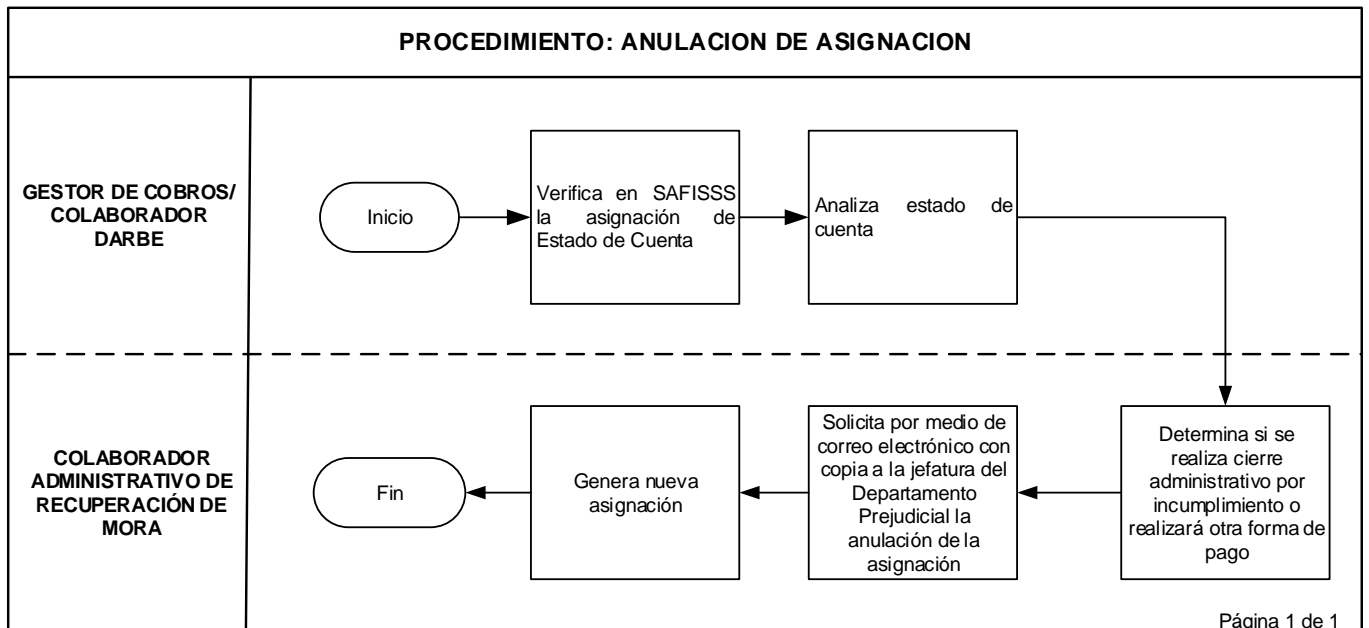 PROCEDIMIENTO: ANULACION DE ASIGNACION
GESTOR DE COBROS/
COLABORADOR
DARBE
Inicio
Verifica en SAFISSS
la asignación de
Estado de Cuenta
Analiza estado de
cuenta
COLABORADOR
ADMINISTRATIVO DE
RECUPERACIÓN DE
MORA
Fin
Genera nueva
asignación
Solicita por medio de
correo electrónico con
copia a la jefatura del
Departamento
Prejudicial la
anulación de la
asignación
Determina si se
realiza cierre
administrativo por
incumplimiento o
realizará otra forma de
pago
Página 1 de 1